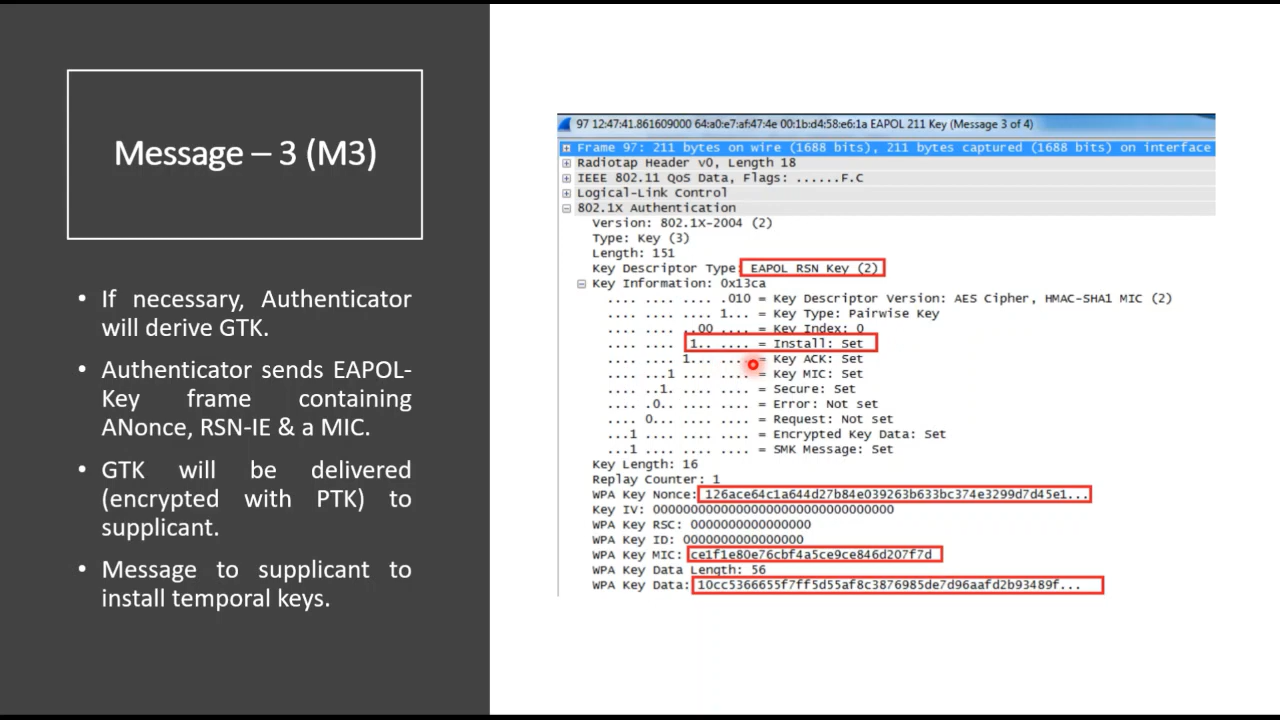 Message – 3 (M3)
• If necessary, Authenticator
will derive GTK.
• Authenticator sends EAPOL-
Key frame containing
ANonce, RSN-IE & a MIC.
• GTK will be delivered
(encrypted with PTK) to
supplicant.
• Message to supplicant to
install temporal keys.
97 12:47:41.861609000 64:a0:e7:af:47:4e 00:1b:d4:58:e6:1a EAPOL 211 Key (Message 3 of 4)
Frame 97: 211 bytes on wire (1688 bits), 211 bytes captured (1688 bits) on interface
Radiotap Header v0, Length 18
IEEE 802.11 QoS Data, Flags: ......F.C
Logical-Link Control
802.1X Authentication
Version: 802.1X-2004 (2)
Type: Key (3)
Length: 151
Key Descriptor Type: EAPOL RSN Key (2)
Key Information: 0x13ca
.... .... .... .010 = Key Descriptor Version: AES Cipher, HMAC-SHA1 MIC (2)
.... .... .... 1... = Key Type: Pairwise Key
.... .... ..00 .... = Key Index: 0
.... .... .1.. .... = Install: Set
.... .... 1... .... = Key ACK: Set
.... ...1 .... .... = Key MIC: Set
.... ..1. .... .... = Secure: Set
.... .0.. .... .... = Error: Not set
.... 0... .... .... = Request: Not set
...1 .... .... .... = Encrypted Key Data: Set
...1 .... .... .... = SMK Message: Set
Key Length: 16
Replay Counter: 1
WPA Key Nonce: 126ace64c1a644d27b84e039263b633bc374e3299d7d45e1...
Key IV: 00000000000000000000000000000000
WPA Key RSC: 0000000000000000
WPA Key ID: 0000000000000000
WPA Key MIC: ce1f1e80e76cbf4a5ce9ce846d207f7d
WPA Key Data Length: 56
WPA Key Data: 10cc5366655f7ff5d55af8c3876985de7d96aafd2b93489f...